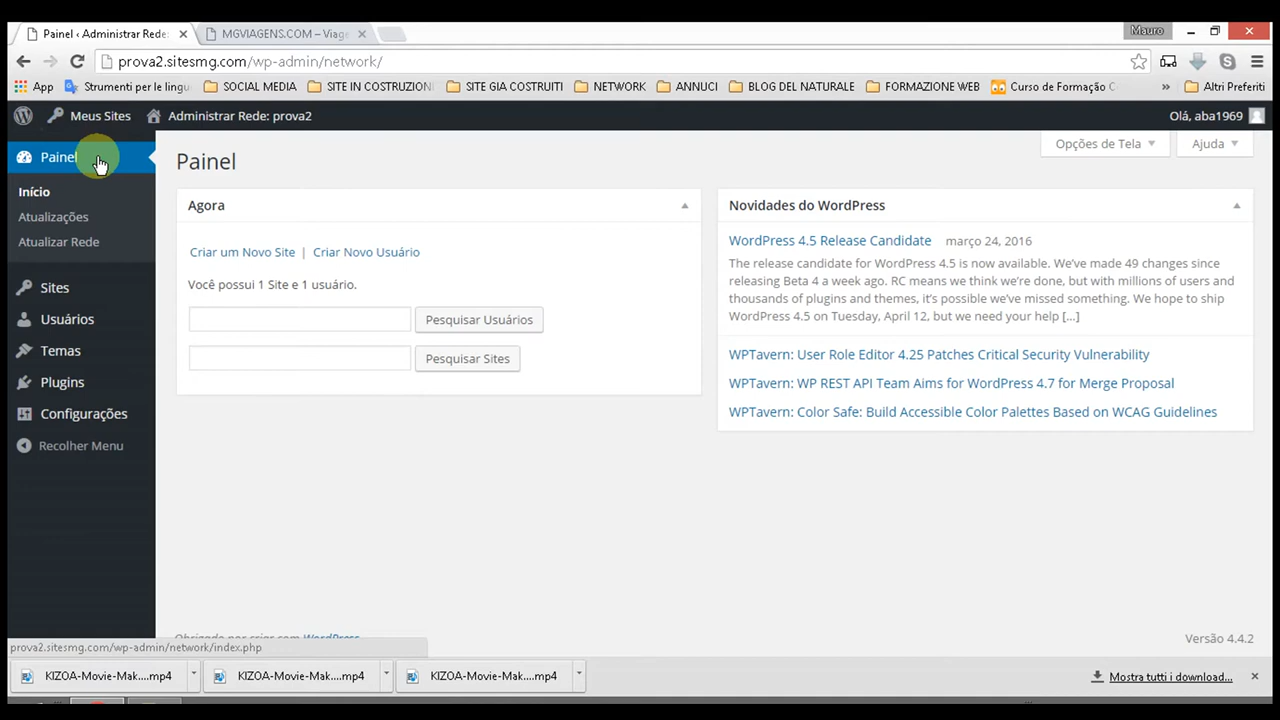 Painel ‹ Administrar Rede:
MGVIAGENS.COM – Viag
Mauro
prova2.sitesmg.com/wp-admin/network/
App
Strumenti per le lingu
SOCIAL MEDIA
SITE IN COSTRUZION
SITE GIA COSTRUITI
NETWORK
ANNUCI
BLOG DEL NATURALE
FORMAZIONE WEB
Curso de Formação C
»
Altri Preferiti
Meus Sites
Administrar Rede: prova2
Olá, aba1969
Painel
Início
Atualizações
Atualizar Rede
Sites
Usuários
Temas
Plugins
Configurações
Recolher Menu
Painel
Opções de Tela
Ajuda
Agora
Criar um Novo Site | Criar Novo Usuário
Você possui 1 Site e 1 usuário.
Pesquisar Usuários
Pesquisar Sites
Novidades do WordPress
WordPress 4.5 Release Candidate março 24, 2016
The release candidate for WordPress 4.5 is now available. We've made 49 changes since
releasing Beta 4 a week ago. RC means we think we're done, but with millions of users and
thousands of plugins and themes, it's possible we've missed something. We hope to ship
WordPress 4.5 on Tuesday, April 12, but we need your help [...]
WPTavern: User Role Editor 4.25 Patches Critical Security Vulnerability
WPTavern: WP REST API Team Aims for WordPress 4.7 for Merge Proposal
WPTavern: Color Safe: Build Accessible Color Palettes Based on WCAG Guidelines
Obrigado por criar com WordPress
Versão 4.4.2
prova2.sitesmg.com/wp-admin/network/index.php
KIZOA-Movie-Mak....mp4
KIZOA-Movie-Mak....mp4
KIZOA-Movie-Mak....mp4
Mostra tutti i download...